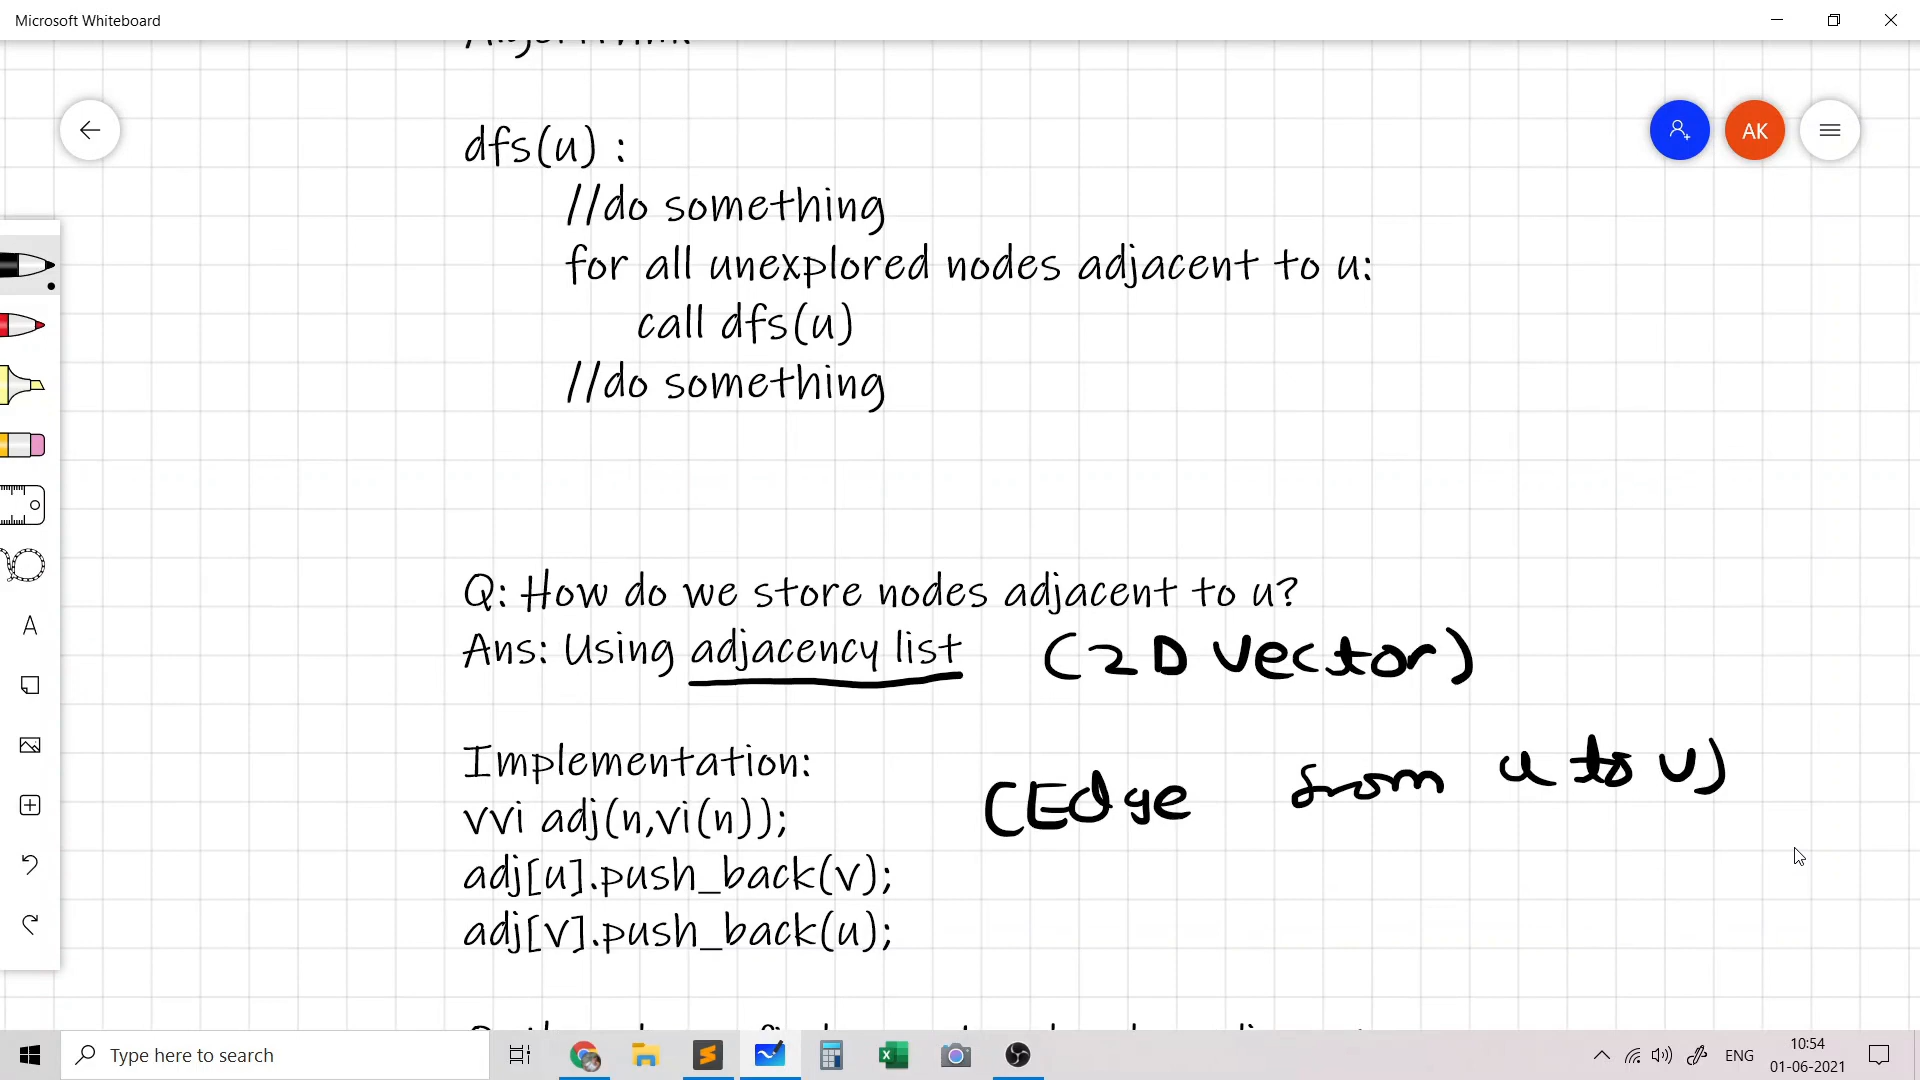 Microsoft Whiteboard
AK
dfs(u) :
//do something
for all unexplored nodes adjacent to u:
call dfs(u)
//do something
Q: How do we store nodes adjacent to u?
Ans: Using adjacency list (2D vector)
Implementation: (Edge from u to v)
vvi adj(n,vi(n));
adj[u].push_back(v);
adj[v].push_back(u);
Type here to search
ENG
10:54
01-06-2021